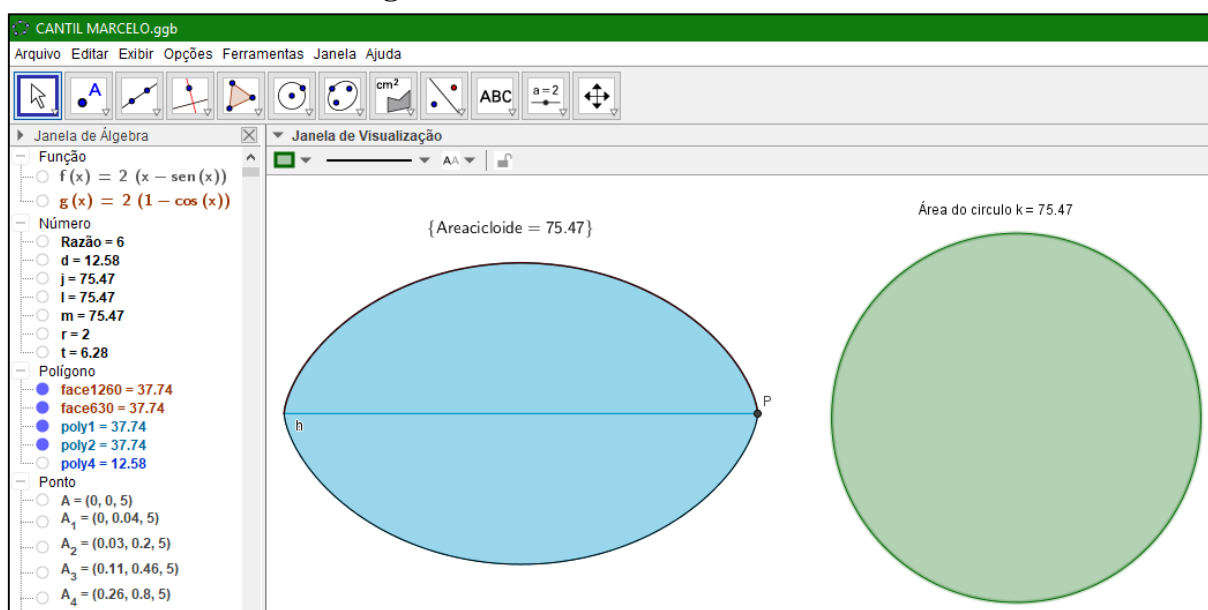 CANTIL MARCELO.ggb
Arquivo Editar Exibir Opções Ferramentas Janela Ajuda
A cm² ABC a=2
Janela de Álgebra
Janela de Visualização
AA
Função
f(x) = 2 (x − sen(x))
g(x) = 2 (1 − cos(x))
Número
Razão = 6
d = 12.58
j = 75.47
l = 75.47
m = 75.47
r = 2
t = 6.28
Polígono
face1260 = 37.74
face630 = 37.74
poly1 = 37.74
poly2 = 37.74
poly4 = 12.58
Ponto
A = (0, 0, 5)
A₁ = (0, 0.04, 5)
A₂ = (0.03, 0.2, 5)
A₃ = (0.11, 0.46, 5)
A₄ = (0.26, 0.8, 5)
{Areacicloide = 75.47}
h
P
Área do circulo k = 75.47